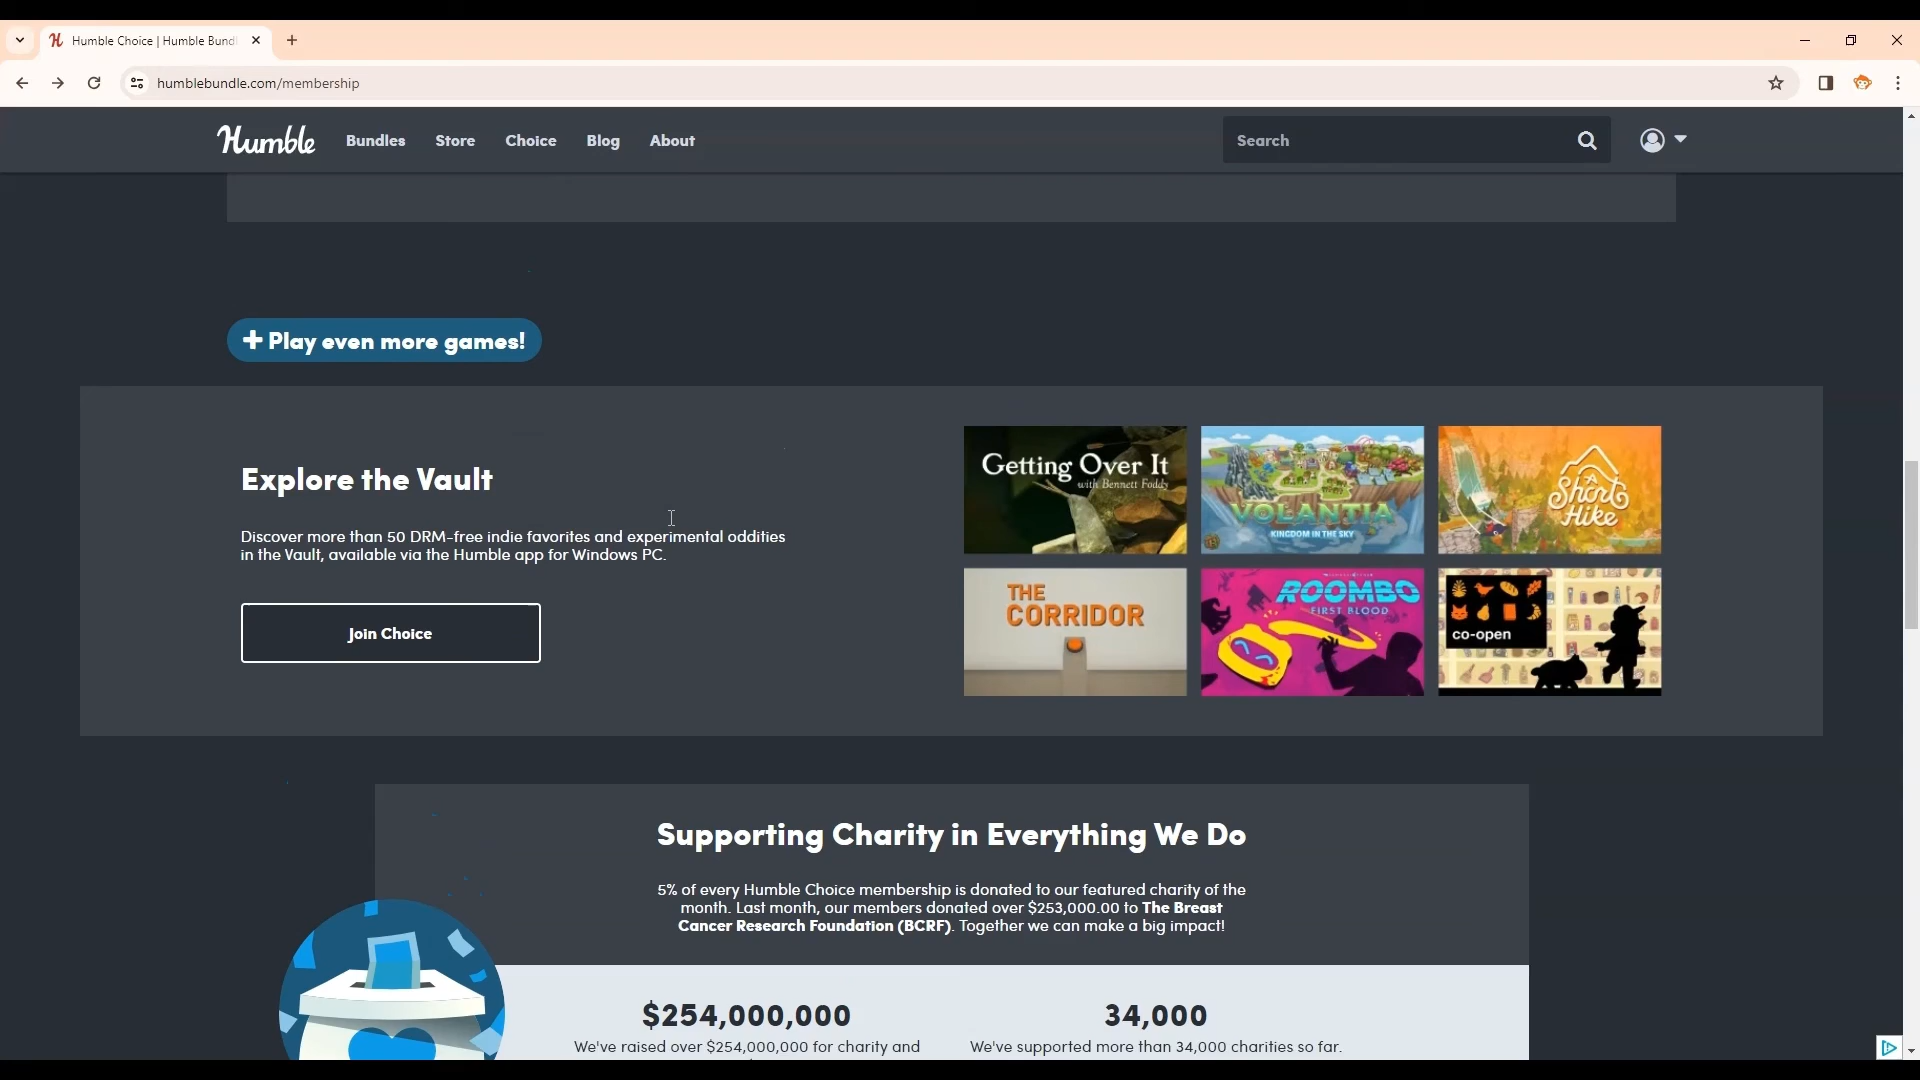 Humble Choice | Humble Bundl
humblebundle.com/membership
Humble
Bundles
Store
Choice
Blog
About
Search
Play even more games!
Explore the Vault
Discover more than 50 DRM-free indie favorites and experimental oddities
in the Vault, available via the Humble app for Windows PC.
Join Choice
Getting Over It
with Bennett Foddy
VOLANTIA
KINGDOM IN THE SKY
A
Short
Hike
THE
CORRIDOR
ROOMBO
FIRST BLOOD
co-open
Supporting Charity in Everything We Do
5% of every Humble Choice membership is donated to our featured charity of the
month. Last month, our members donated over $253,000.00 to The Breast
Cancer Research Foundation (BCRF). Together we can make a big impact!
$254,000,000
We've raised over $254,000,000 for charity and
34,000
We've supported more than 34,000 charities so far.